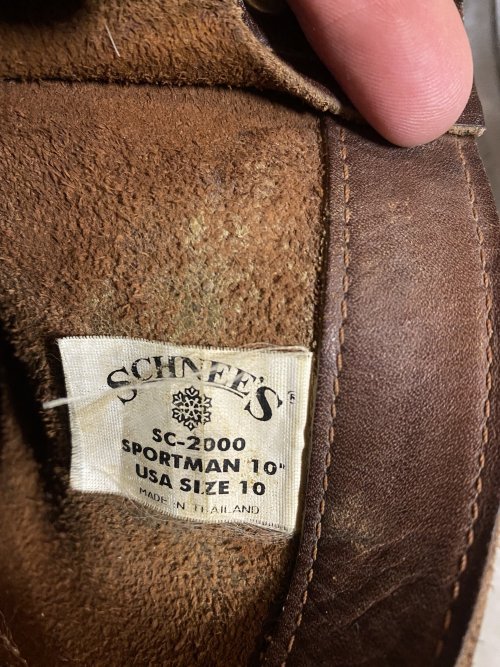 SCHNEE'S
SC-2000
SPORTMAN 10"
USA SIZE 10
MADE IN THAILAND